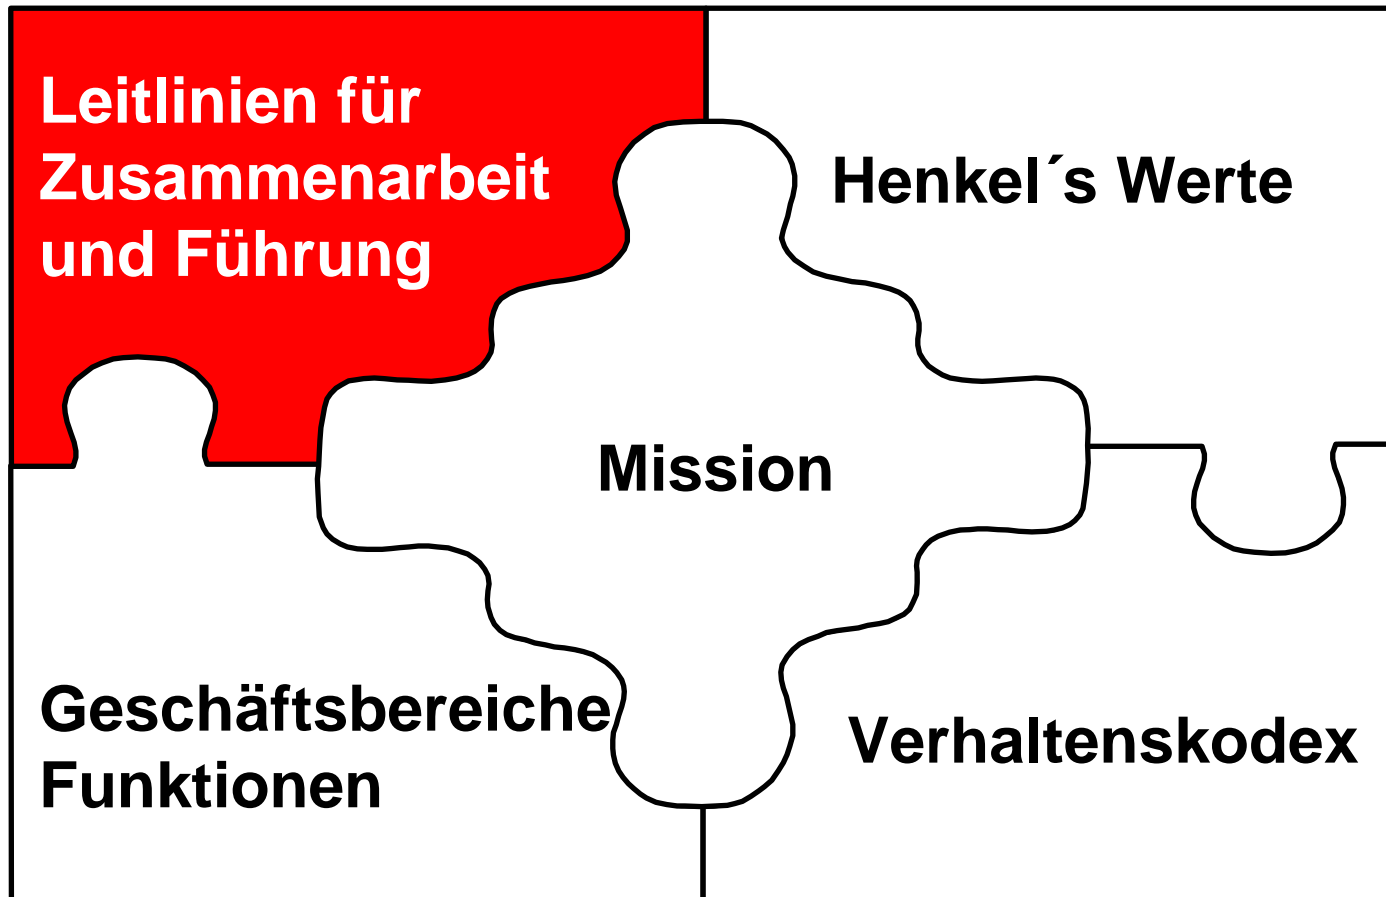 Leitlinien für
Zusammenarbeit
und Führung
Henkel´s Werte
Mission
Geschäftsbereiche
Funktionen
Verhaltenskodex